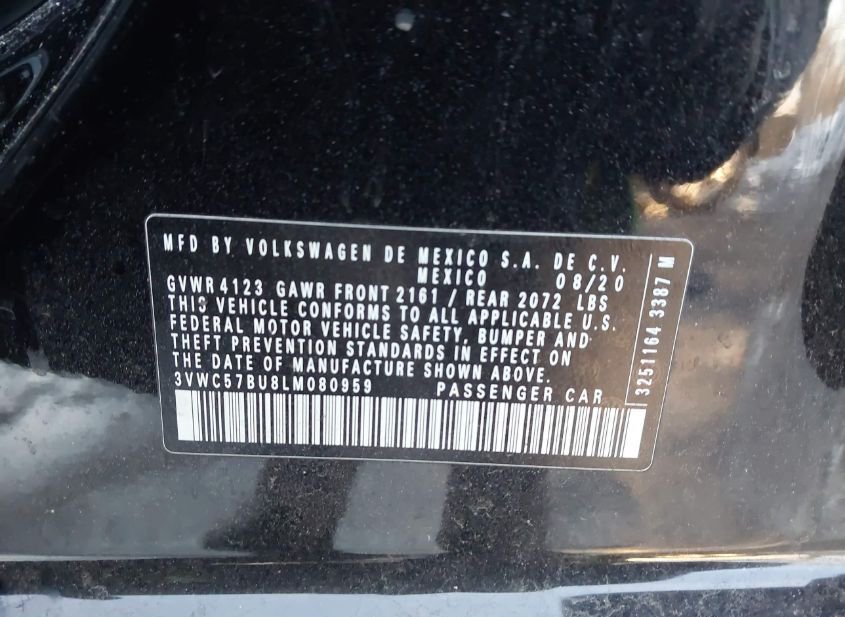 MFD BY VOLKSWAGEN DE MEXICO S.A. DE C.V.
MEXICO 08/20
GVWR 4123 GAWR FRONT 2161 / REAR 2072 LBS
THIS VEHICLE CONFORMS TO ALL APPLICABLE U.S.
FEDERAL MOTOR VEHICLE SAFETY, BUMPER AND
THEFT PREVENTION STANDARDS IN EFFECT ON
THE DATE OF MANUFACTURE SHOWN ABOVE.
3VWC57BU8LM080959 PASSENGER CAR
3251164 3387 M